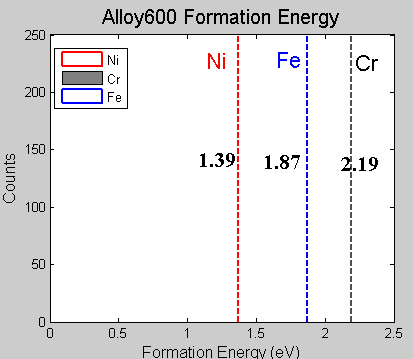 Alloy600 Formation Energy
Ni
Cr
Fe
Ni
Fe
Cr
1.39
1.87
2.19
250
200
150
100
50
0
Counts
0
0.5
1
1.5
2
2.5
Formation Energy (eV)